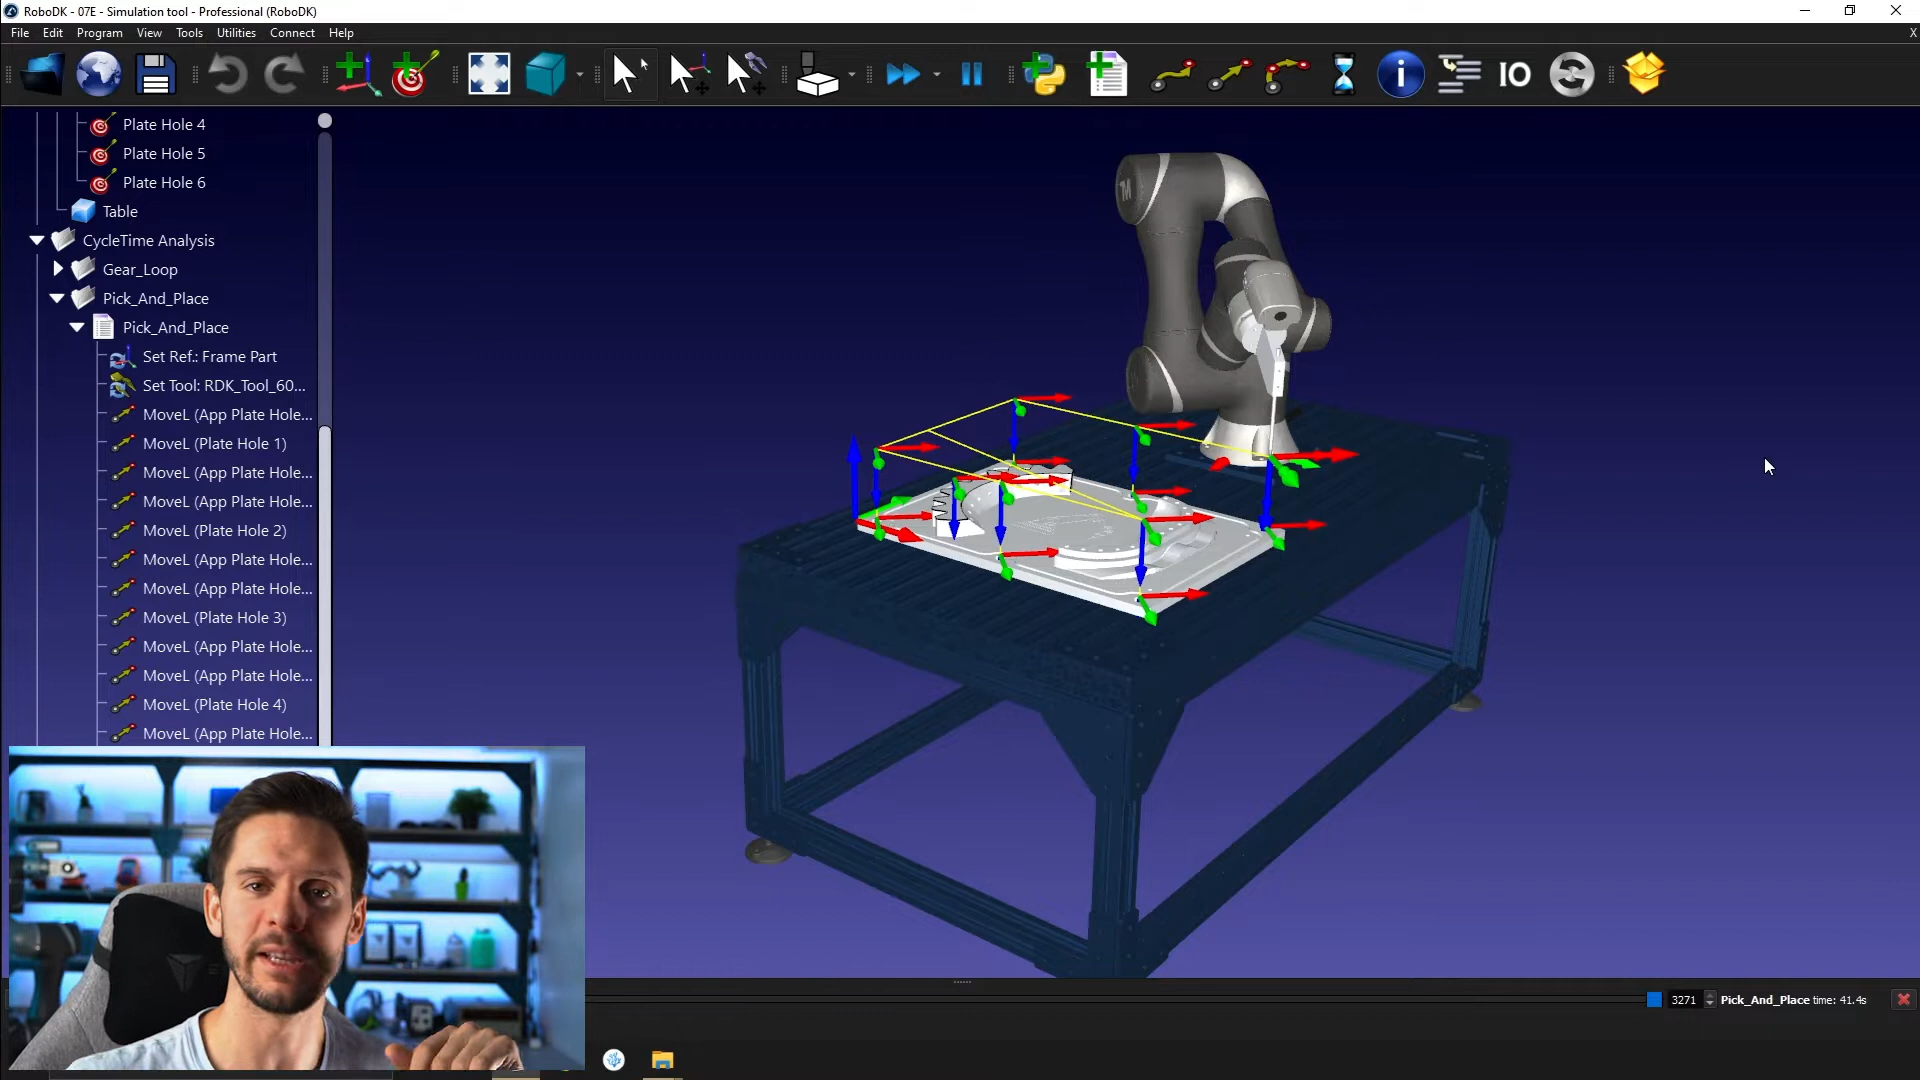 RoboDK - 07E - Simulation tool - Professional (RoboDK)
File Edit Program View Tools Utilities Connect Help
X
IO
Plate Hole 4
Plate Hole 5
Plate Hole 6
Table
CycleTime Analysis
Gear_Loop
Pick_And_Place
Pick_And_Place
Set Ref.: Frame Part
Set Tool: RDK_Tool_60...
MoveL (App Plate Hole...
MoveL (Plate Hole 1)
MoveL (App Plate Hole...
MoveL (App Plate Hole...
MoveL (Plate Hole 2)
MoveL (App Plate Hole...
MoveL (App Plate Hole...
MoveL (Plate Hole 3)
MoveL (App Plate Hole...
MoveL (App Plate Hole...
MoveL (Plate Hole 4)
MoveL (App Plate Hole...
TM
3271 Pick_And_Place time: 41.4s